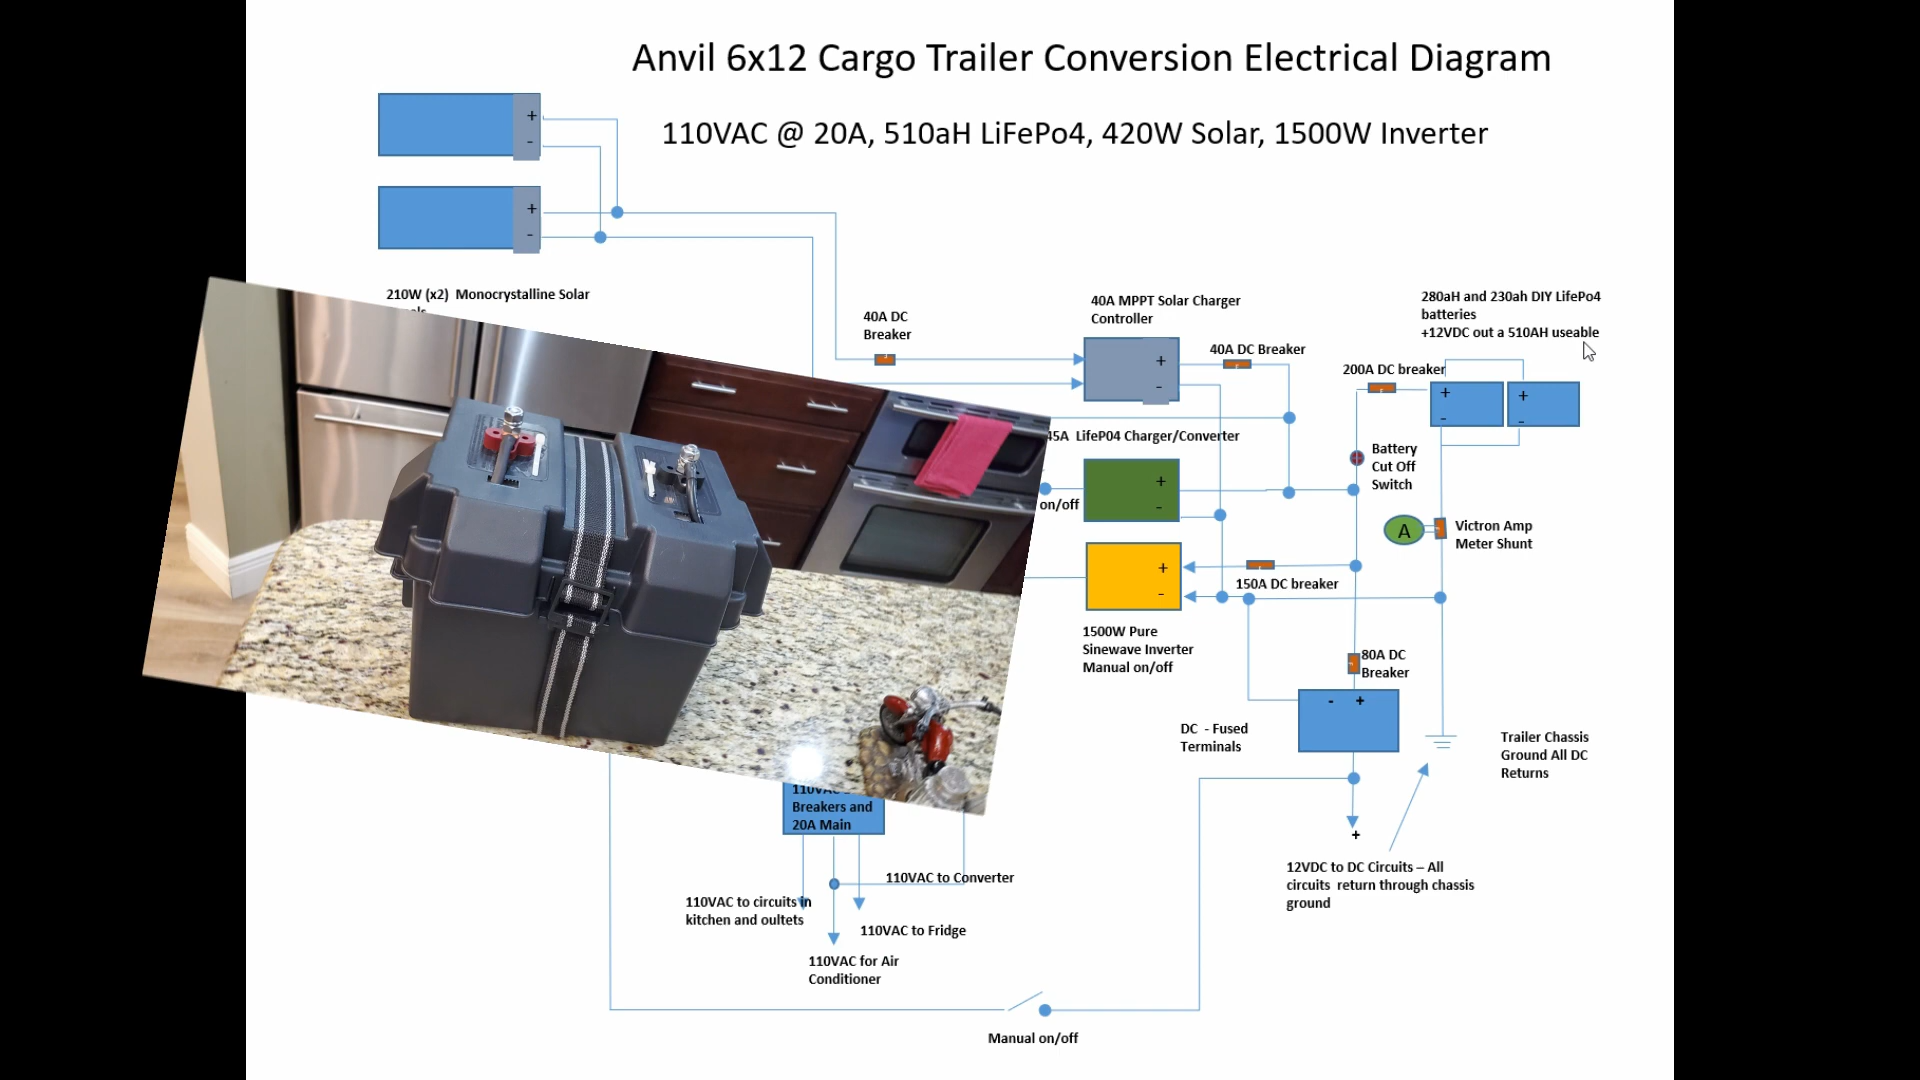 Anvil 6x12 Cargo Trailer Conversion Electrical Diagram
110VAC @ 20A, 510aH LiFePo4, 420W Solar, 1500W Inverter
+
-
+
-
210W (x2)  Monocrystalline Solar
40A DC
Breaker
40A MPPT Solar Charger
Controller
+
-
40A DC Breaker
280aH and 230ah DIY LifePo4
batteries
+12VDC out a 510AH useable
200A DC breaker
+
-
+
-
45A  LifeP04 Charger/Converter
+
-
on/off
Battery
Cut Off
Switch
A
Victron Amp
Meter Shunt
+
-
150A DC breaker
1500W Pure
Sinewave Inverter
Manual on/off
80A DC
Breaker
- +
DC  - Fused
Terminals
Trailer Chassis
Ground All DC
Returns
+
12VDC to DC Circuits – All
circuits  return through chassis
ground
110VAC
Breakers and
20A Main
110VAC to Converter
110VAC to circuits in
kitchen and oultets
110VAC to Fridge
110VAC for Air
Conditioner
Manual on/off